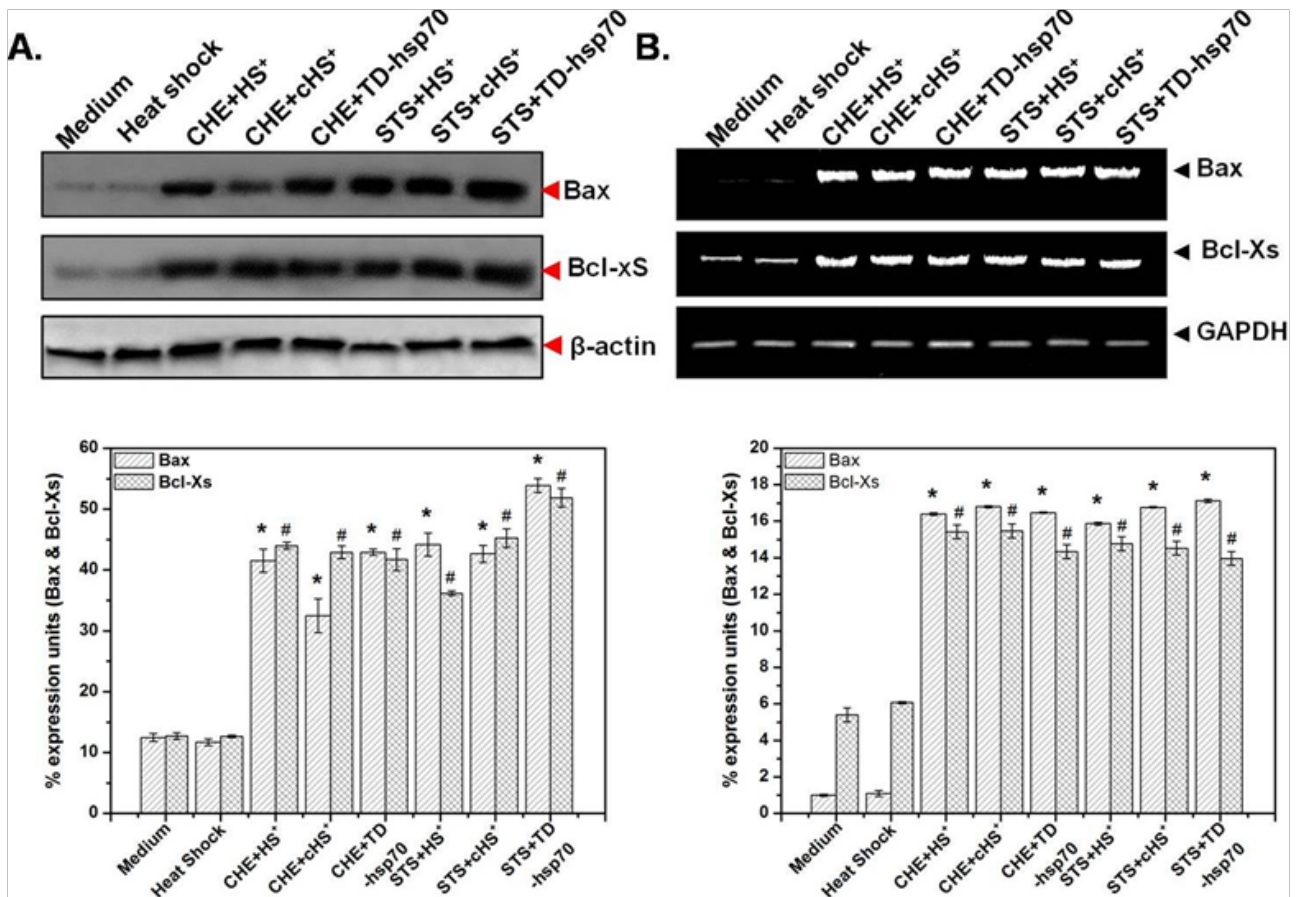 A.
Medium
Heat shock
CHE+HS⁺
CHE+cHS⁺
CHE+TD-hsp70
STS+HS⁺
STS+cHS⁺
STS+TD-hsp70
Bax
Bcl-xS
β-actin
B.
Medium
Heat shock
CHE+HS⁺
CHE+cHS⁺
CHE+TD-hsp70
STS+HS⁺
STS+cHS⁺
STS+TD-hsp70
Bax
Bcl-Xs
GAPDH
% expression units (Bax & Bcl-Xs)
60
50
40
30
20
10
0
Bax
Bcl-Xs
* #
* #
* #
* #
* #
* #
Medium
Heat Shock
CHE+HS⁺
CHE+cHS⁺
CHE+TD
-hsp70
STS+HS⁺
STS+cHS⁺
STS+TD
-hsp70
% expression units (Bax & Bcl-Xs)
20
18
16
14
12
10
8
6
4
2
0
Bax
Bcl-Xs
* #
* #
* #
* #
* #
* #
Medium
Heat Shock
CHE+HS⁺
CHE+cHS⁺
CHE+TD
-hsp70
STS+HS⁺
STS+cHS⁺
STS+TD
-hsp70